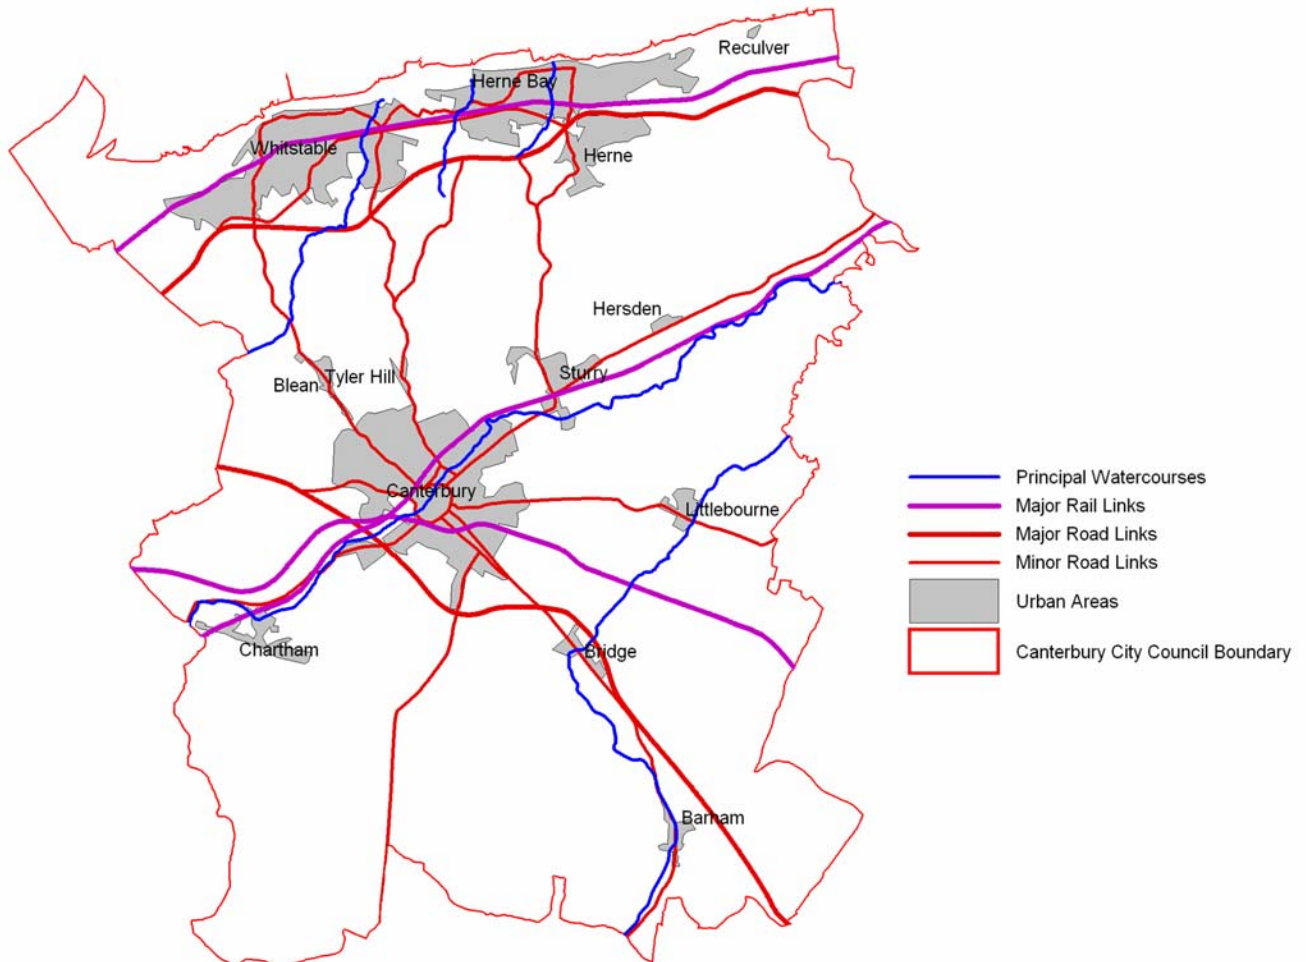 Reculver
Herne Bay
Whitstable
Herne
Hersden
Sturry
Blean
Tyler Hill
Canterbury
Littlebourne
Chartham
Bridge
Barham
Principal Watercourses
Major Rail Links
Major Road Links
Minor Road Links
Urban Areas
Canterbury City Council Boundary